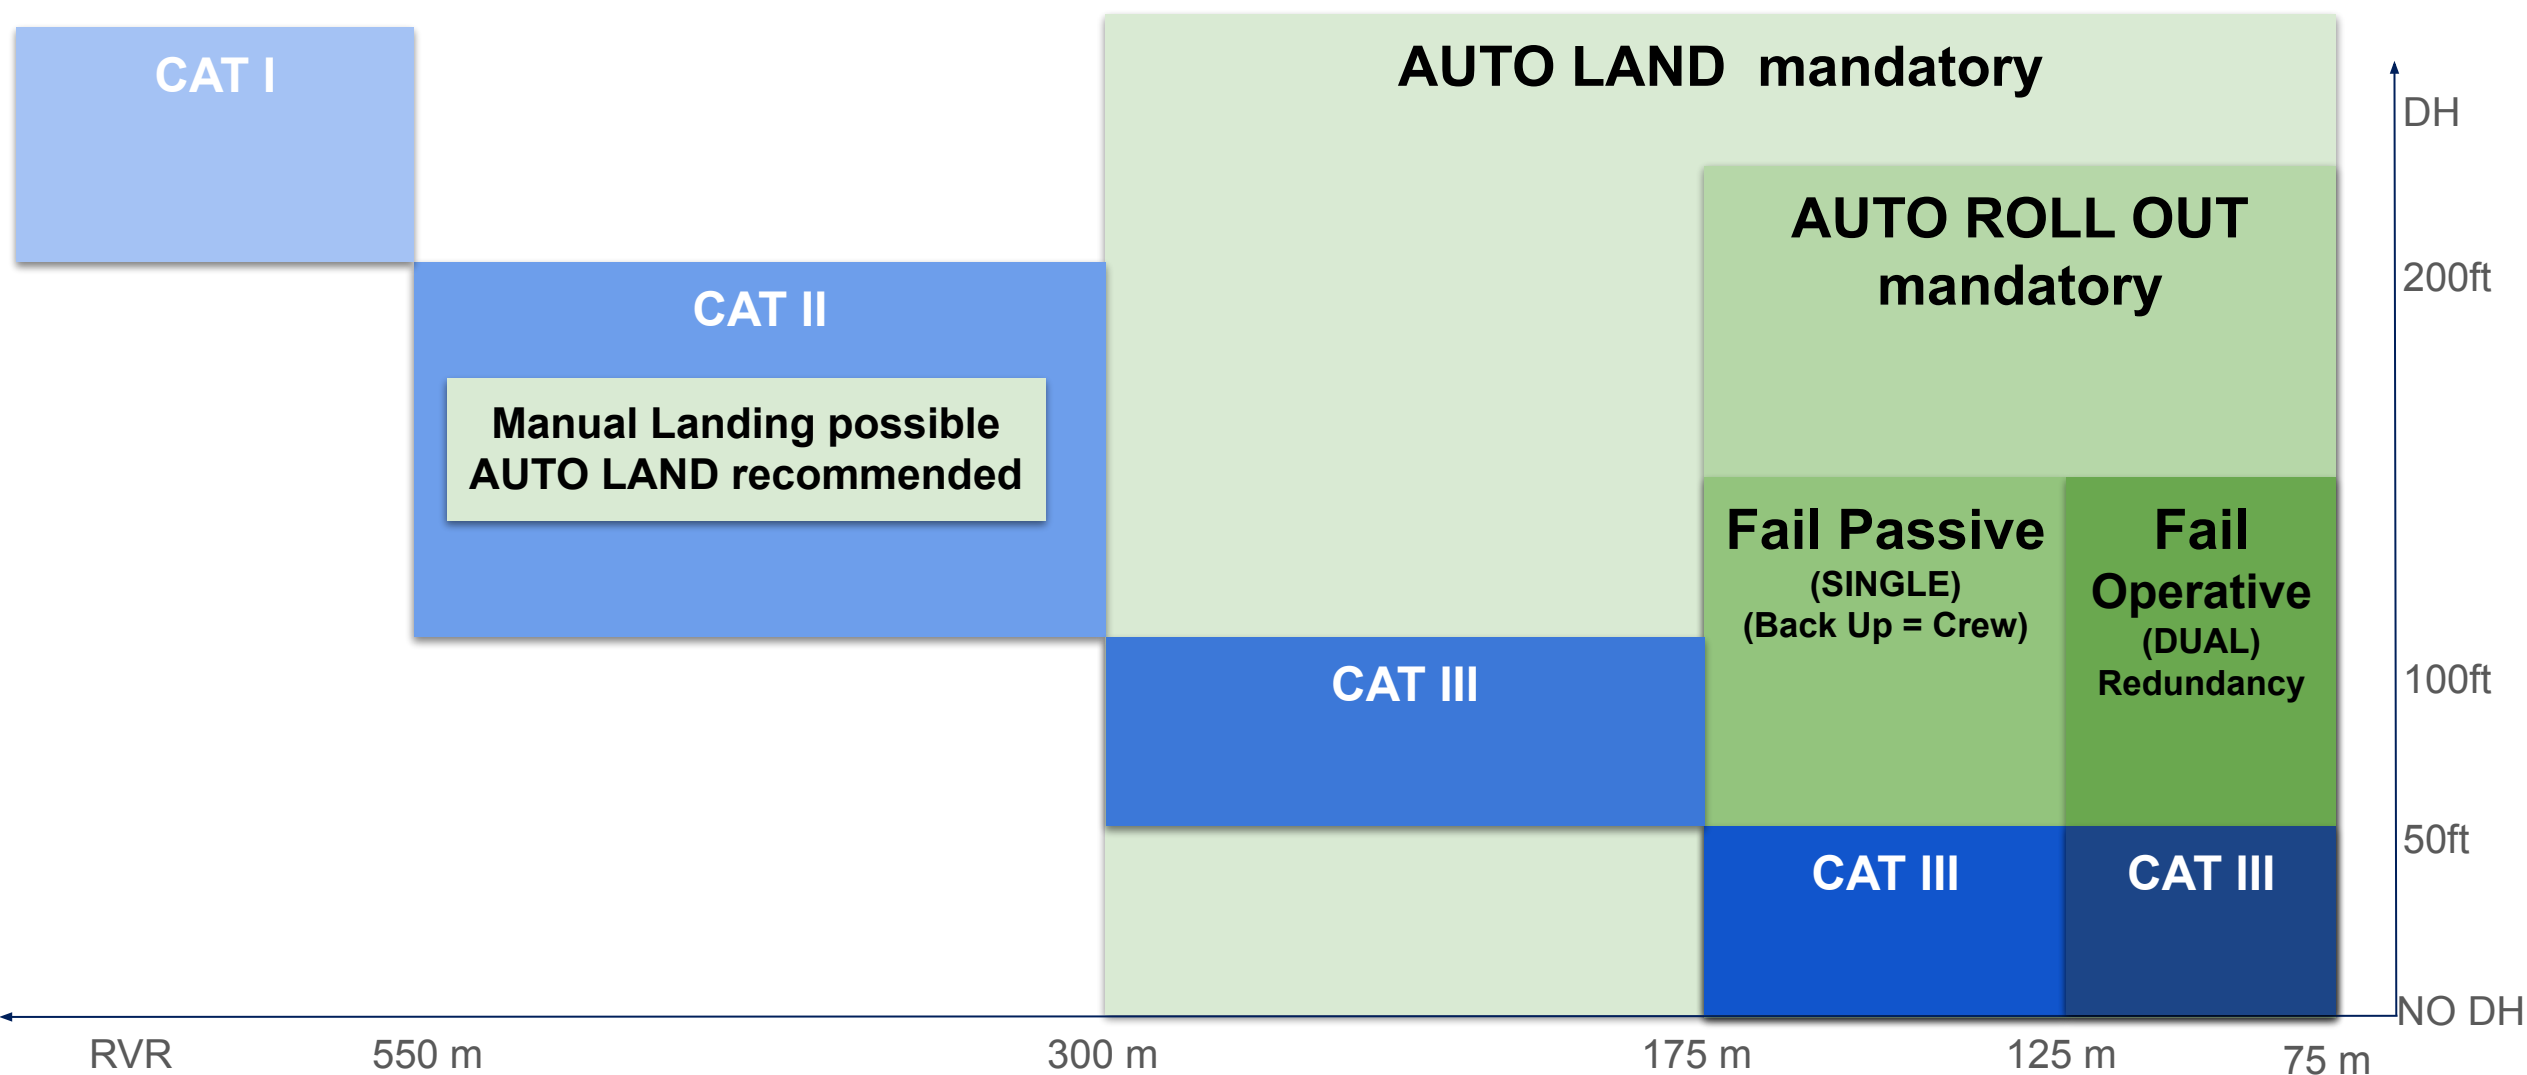 CAT I
AUTO LAND  mandatory
DH
AUTO ROLL OUT
mandatory
200ft
CAT II
Manual Landing possible
AUTO LAND recommended
Fail Passive
(SINGLE)
(Back Up = Crew)
Fail
Operative
(DUAL)
Redundancy
CAT III
100ft
50ft
CAT III
CAT III
NO DH
RVR
550 m
300 m
175 m
125 m
75 m